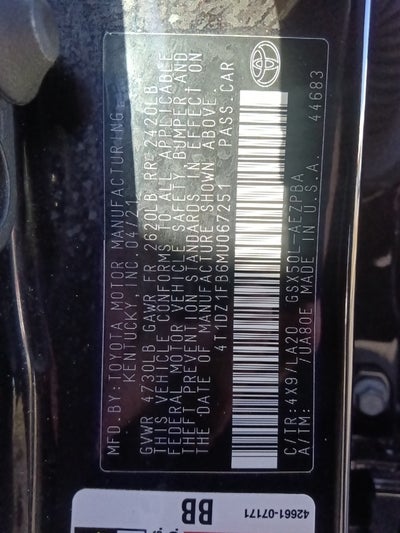 MFD.BY:TOYOTA MOTOR MANUFACTURING,
KENTUCKY,INC.04/21
GVWR 4730LB GAWR FR 2620LB RR 2420LB
THIS VEHICLE CONFORMS TO ALL APPLICABLE
FEDERAL MOTOR VEHICLE SAFETY BUMPER AND
THEFT PREVENTION STANDARDS IN EFFECT ON
THE DATE OF MANUFACTURE SHOWN ABOVE
4T1DZ1FB6MU067251 PASS.CAR
C/TR:4X9/LA20 GSX50L-AEZPBA
A/TM: /UA80E MADE IN U.S.A. 44683
42661-07171
BB